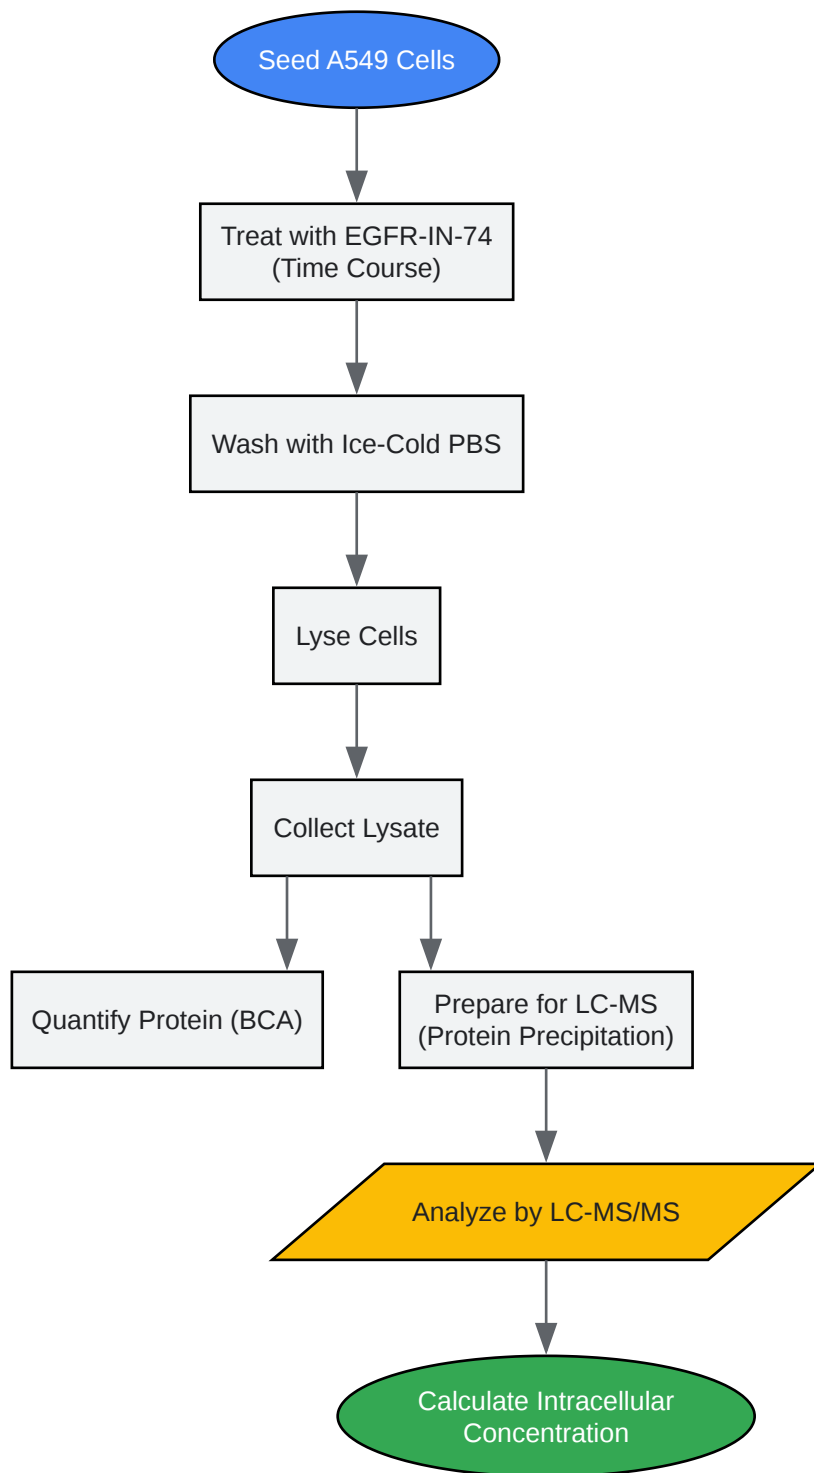 Seed A549 Cells
Treat with EGFR-IN-74
(Time Course)
Wash with Ice-Cold PBS
Lyse Cells
Collect Lysate
Quantify Protein (BCA)
Prepare for LC-MS
(Protein Precipitation)
Analyze by LC-MS/MS
Calculate Intracellular
Concentration